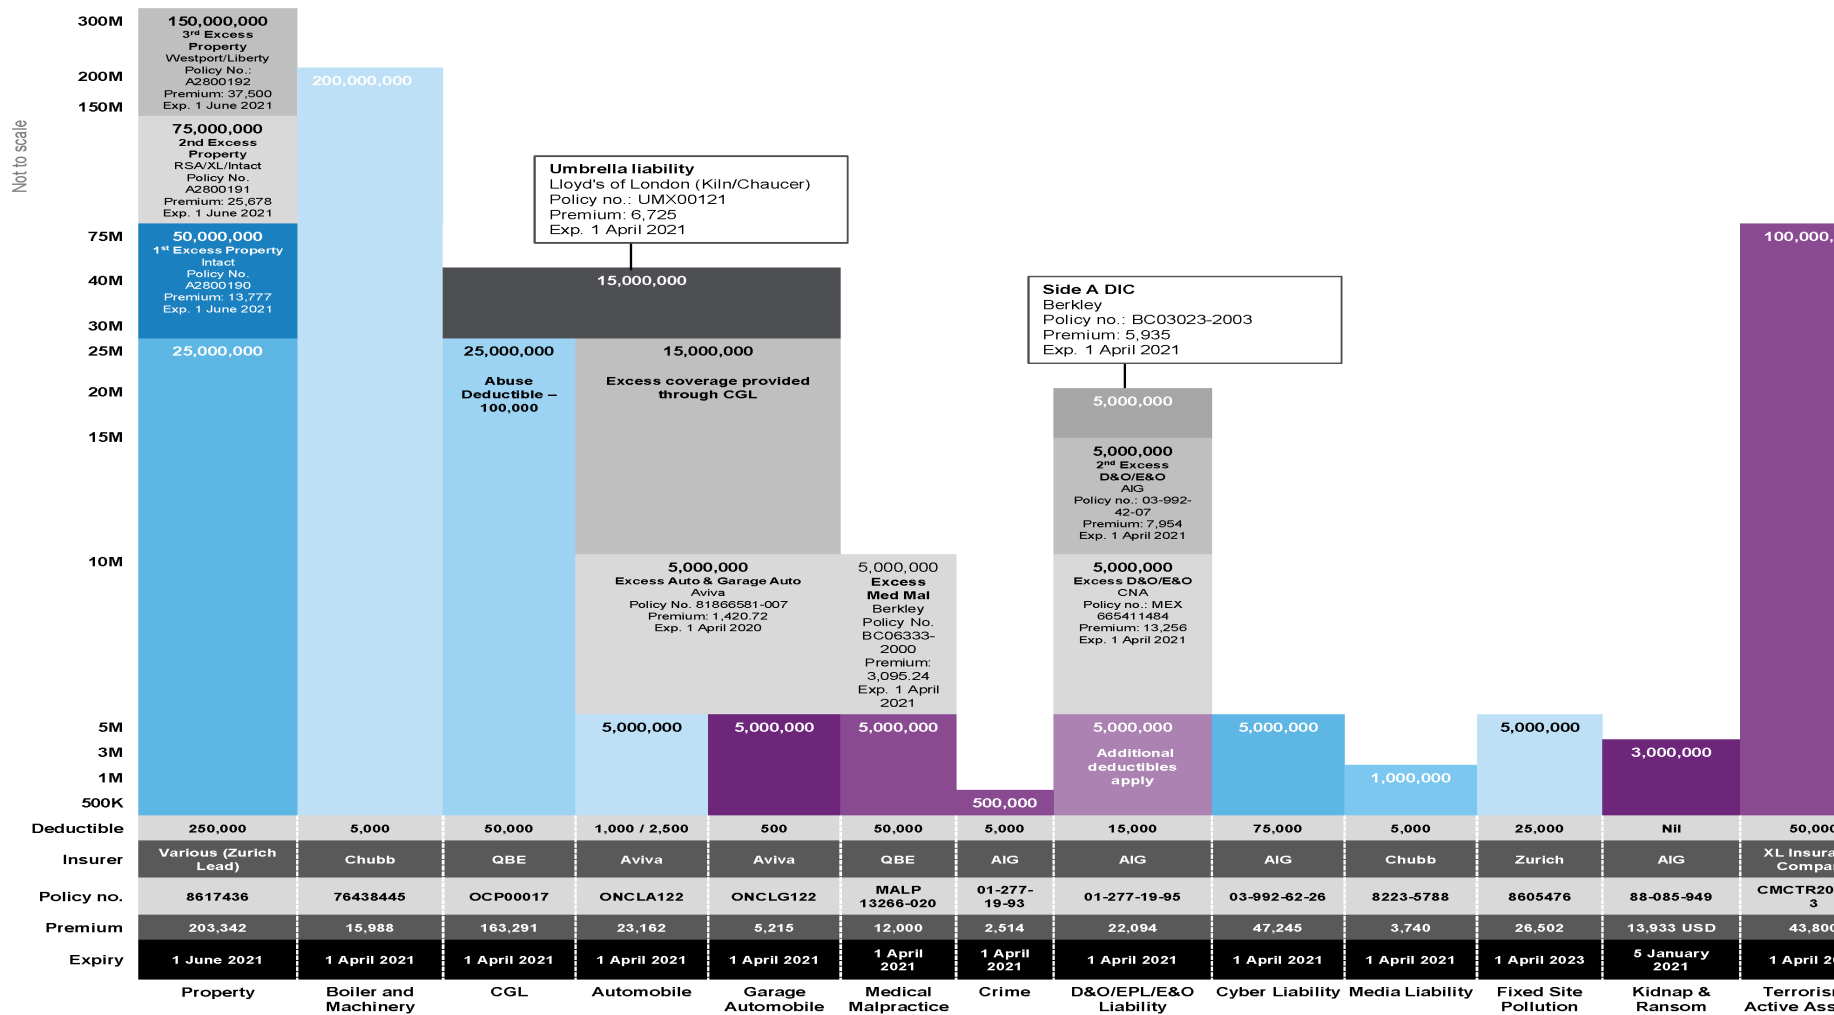 Not to scale
300M
200M
150M
75M
40M
30M
25M
20M
15M
10M
5M
3M
1M
500K
150,000,000
3rd Excess
Property
Westport/Liberty
Policy No.:
A2800192
Premium: 37,500
Exp. 1 June 2021
75,000,000
2nd Excess
Property
RSA/XL/Intact
Policy No.
A2800191
Premium: 25,678
Exp. 1 June 2021
50,000,000
1st Excess Property
Intact
Policy No.
A2800190
Premium: 13,777
Exp. 1 June 2021
25,000,000
200,000,000
Umbrella liability
Lloyd's of London (Kiln/Chaucer)
Policy no.: UMX00121
Premium: 6,725
Exp. 1 April 2021
15,000,000
25,000,000
Abuse
Deductible –
100,000
15,000,000
Excess coverage provided
through CGL
5,000,000
Excess Auto & Garage Auto
Aviva
Policy No. 81866581-007
Premium: 1,420.72
Exp. 1 April 2020
5,000,000
Excess
Med Mal
Berkley
Policy No.
BC06333-
2000
Premium:
3,095.24
Exp. 1 April
2021
5,000,000
5,000,000
5,000,000
500,000
Side A DIC
Berkley
Policy no.: BC03023-2003
Premium: 5,935
Exp. 1 April 2021
5,000,000
5,000,000
2nd Excess
D&O/E&O
AIG
Policy no.: 03-992-
42-07
Premium: 7,954
Exp. 1 April 2021
5,000,000
Excess D&O/E&O
CNA
Policy no.: MEX
665411484
Premium: 13,256
Exp. 1 April 2021
5,000,000
Additional
deductibles
apply
5,000,000
1,000,000
5,000,000
3,000,000
100,000,
Deductible 250,000 5,000 50,000 1,000 / 2,500 500 50,000 5,000 15,000 75,000 5,000 25,000 Nil 50,000
Insurer Various (Zurich Lead) Chubb QBE Aviva Aviva QBE AIG AIG AIG Chubb Zurich AIG XL Insura Compa
Policy no. 8617436 76438445 OCP00017 ONCLA122 ONCLG122 MALP 13266-020 01-277-19-93 01-277-19-95 03-992-62-26 8223-5788 8605476 88-085-949 CMCTR20 3
Premium 203,342 15,988 163,291 23,162 5,215 12,000 2,514 22,094 47,245 3,740 26,502 13,933 USD 43,800
Expiry 1 June 2021 1 April 2021 1 April 2021 1 April 2021 1 April 2021 1 April 2021 1 April 2021 1 April 2021 1 April 2021 1 April 2021 1 April 2023 5 January 2021 1 April 20
Property Boiler and Machinery CGL Automobile Garage Automobile Medical Malpractice Crime D&O/EPL/E&O Liability Cyber Liability Media Liability Fixed Site Pollution Kidnap & Ransom Terroris Active Ass